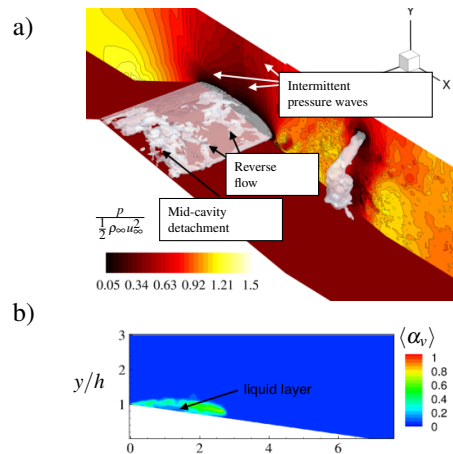 a)
Y
X
Intermittent
pressure waves
Reverse
flow
Mid-cavity
detachment
p
½ρ∞u²∞
0.05 0.34 0.63 0.92 1.21 1.5
b)
⟨αᵥ⟩
3
2
1
y/h
liquid layer
1
0.8
0.6
0.4
0.2
0
0 2 4 6